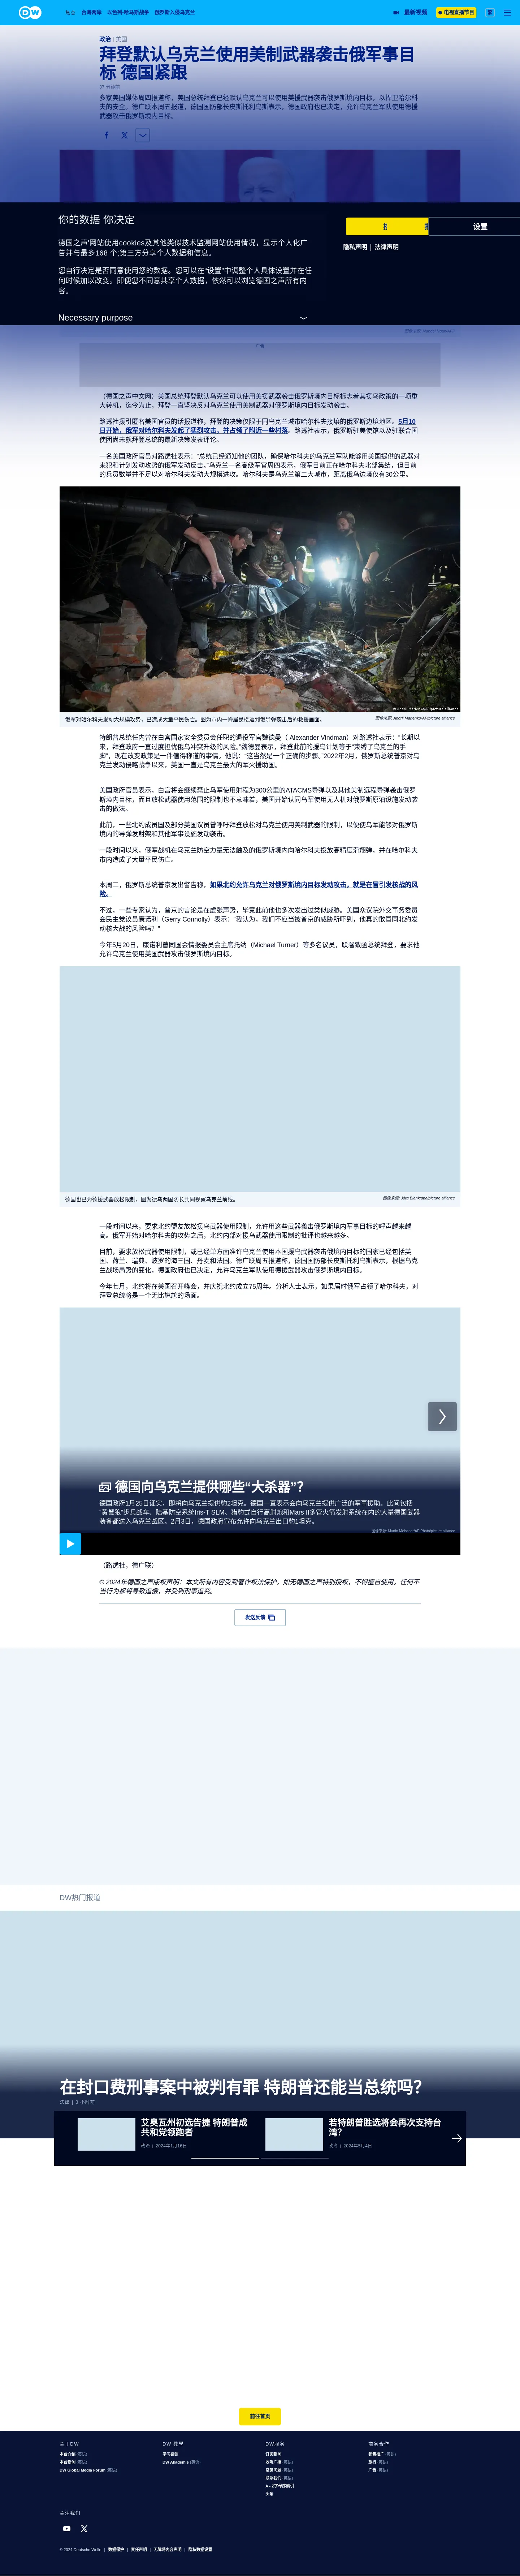 DW
焦点 台海两岸 以色列-哈马斯战争 俄罗斯入侵乌克兰
最新视频 电视直播节目 繁
政治 | 美国
拜登默认乌克兰使用美制武器袭击俄军事目
标 德国紧跟
37 分钟前
多家美国媒体周四报道称，美国总统拜登已经默认乌克兰可以使用美援武器袭击俄罗斯境内目标，以捍卫哈尔科
夫的安全。德广联本周五报道，德国国防部长皮斯托利乌斯表示，德国政府也已决定，允许乌克兰军队使用德援
武器攻击俄罗斯境内目标。
你的数据 你决定
德国之声'网站使用cookies及其他类似技术监测网站使用情况，显示个人化广
告并与最多168 个;第三方分享个人数据和信息。
您自行决定是否同意使用您的数据。您可以在“设置”中调整个人具体设置并在任
何时候加以改变。即便您不同意共享个人数据，依然可以浏览德国之声所有内
容。
Necessary purpose
设置
隐私声明 | 法律声明
广告
（德国之声中文网）美国总统拜登默认乌克兰可以使用美援武器袭击俄罗斯境内目标标志着其援乌政策的一项重
大转机，迄今为止，拜登一直坚决反对乌克兰使用美制武器对俄罗斯境内目标发动袭击。
路透社援引匿名美国官员的话报道称，拜登的决策仅限于同乌克兰城市哈尔科夫接壤的俄罗斯边境地区。5月10
日开始，俄军对哈尔科夫发起了猛烈攻击，并占领了附近一些村落。路透社表示，俄罗斯驻美使馆以及驻联合国
使团尚未就拜登总统的最新决策发表评论。
一名美国政府官员对路透社表示：“总统已经通知他的团队，确保哈尔科夫的乌克兰军队能够用美国提供的武器对
来犯和计划发动攻势的俄军发动反击。”乌克兰一名高级军官周四表示，俄军目前正在哈尔科夫北部集结，但目前
的兵员数量并不足以对哈尔科夫发动大规模进攻。哈尔科夫是乌克兰第二大城市，距离俄乌边境仅有30公里。
© Andrii Marienko/AP/picture alliance
俄军对哈尔科夫发动大规模攻势，已造成大量平民伤亡。图为市内一幢居民楼遭到俄导弹袭击后的救援画面。
图像来源: Andrii Marienko/AP/picture alliance
特朗普总统任内曾在白宫国家安全委员会任职的退役军官魏德曼（ Alexander Vindman）对路透社表示：“长期以
来，拜登政府一直过度担忧俄乌冲突升级的风险。”魏德曼表示，拜登此前的援乌计划等于“束缚了乌克兰的手
脚”，现在改变政策是一件值得称道的事情。他说：“这当然是一个正确的步骤。”2022年2月，俄罗斯总统普京对乌
克兰发动侵略战争以来，美国一直是乌克兰最大的军火援助国。
美国政府官员表示，白宫将会继续禁止乌军使用射程为300公里的ATACMS导弹以及其他美制远程导弹袭击俄罗
斯境内目标，而且放松武器使用范围的限制也不意味着，美国开始认同乌军使用无人机对俄罗斯原油设施发动袭
击的做法。
此前，一些北约成员国及部分美国议员曾呼吁拜登放松对乌克兰使用美制武器的限制，以便使乌军能够对俄罗斯
境内的导弹发射架和其他军事设施发动袭击。
一段时间以来，俄军战机在乌克兰防空力量无法触及的俄罗斯境内向哈尔科夫投放高精度滑翔弹，并在哈尔科夫
市内造成了大量平民伤亡。
本周二，俄罗斯总统普京发出警告称，如果北约允许乌克兰对俄罗斯境内目标发动攻击，就是在冒引发核战的风
险。
不过，一些专家认为，普京的言论是在虚张声势，毕竟此前他也多次发出过类似威胁。美国众议院外交事务委员
会民主党议员康诺利（Gerry Connolly）表示：“我认为，我们不应当被普京的威胁所吓到，他真的敢冒同北约发
动核大战的风险吗？”
今年5月20日，康诺利曾同国会情报委员会主席托纳（Michael Turner）等多名议员，联署致函总统拜登，要求他
允许乌克兰使用美国武器攻击俄罗斯境内目标。
德国也已为德援武器放松限制。图为德乌两国防长共同视察乌克兰前线。
图像来源: Jörg Blank/dpa/picture alliance
一段时间以来，要求北约盟友放松援乌武器使用限制，允许用这些武器袭击俄罗斯境内军事目标的呼声越来越
高。俄军开始对哈尔科夫的攻势之后，北约内部对援乌武器使用限制的批评也越来越多。
目前，要求放松武器使用限制，或已经单方面准许乌克兰使用本国援乌武器袭击俄境内目标的国家已经包括英
国、荷兰、瑞典、波罗的海三国、丹麦和法国。德广联周五报道称，德国国防部长皮斯托利乌斯表示，根据乌克
兰战场局势的变化，德国政府也已决定，允许乌克兰军队使用德援武器攻击俄罗斯境内目标。
今年七月，北约将在美国召开峰会，并庆祝北约成立75周年。分析人士表示，如果届时俄军占领了哈尔科夫，对
拜登总统将是一个无比尴尬的场面。
德国向乌克兰提供哪些“大杀器”？
德国政府1月25日证实，即将向乌克兰提供豹2坦克。德国一直表示会向乌克兰提供广泛的军事援助。此间包括
“黄鼠狼”步兵战车、陆基防空系统Iris-T SLM、猎豹式自行高射炮和Mars II多管火箭发射系统在内的大量德国武器
装备都送入乌克兰战区。2月3日，德国政府宣布允许向乌克兰出口豹1坦克。
（路透社，德广联）
© 2024年德国之声版权声明：本文所有内容受到著作权法保护，如无德国之声特别授权，不得擅自使用。任何不
当行为都将导致追偿，并受到刑事追究。
发送反馈
DW热门报道
在封口费刑事案中被判有罪 特朗普还能当总统吗？
法律 | 3 小时前
艾奥瓦州初选告捷 特朗普成
共和党领跑者
政治 | 2024年1月16日
若特朗普胜选将会再次支持台
湾？
政治 | 2024年5月4日
前往首页
关于DW
本台介绍 (英语)
本台新闻 (英语)
DW Global Media Forum (英语)
DW 教学
学习德语
DW Akademie (英语)
DW服务
订阅新闻
收听广播 (英语)
常见问题 (英语)
联系我们 (英语)
A - Z字母序索引
头条
商务合作
销售推广 (英语)
旅行 (英语)
广告 (英语)
关注我们
© 2024 Deutsche Welle | 数据保护 | 责任声明 | 无障碍内容声明 | 隐私数据设置